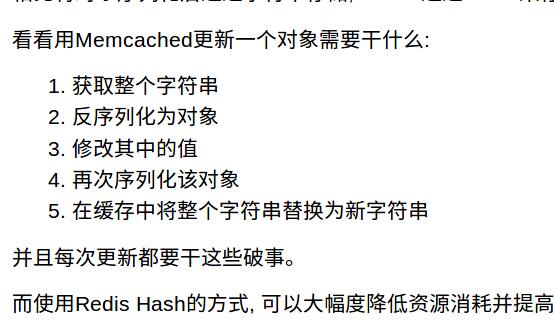 看看用Memcached更新一个对象需要干什么:
1. 获取整个字符串
2. 反序列化为对象
3. 修改其中的值
4. 再次序列化该对象
5. 在缓存中将整个字符串替换为新字符串
并且每次更新都要干这些破事。
而使用Redis Hash的方式, 可以大幅度降低资源消耗并提高